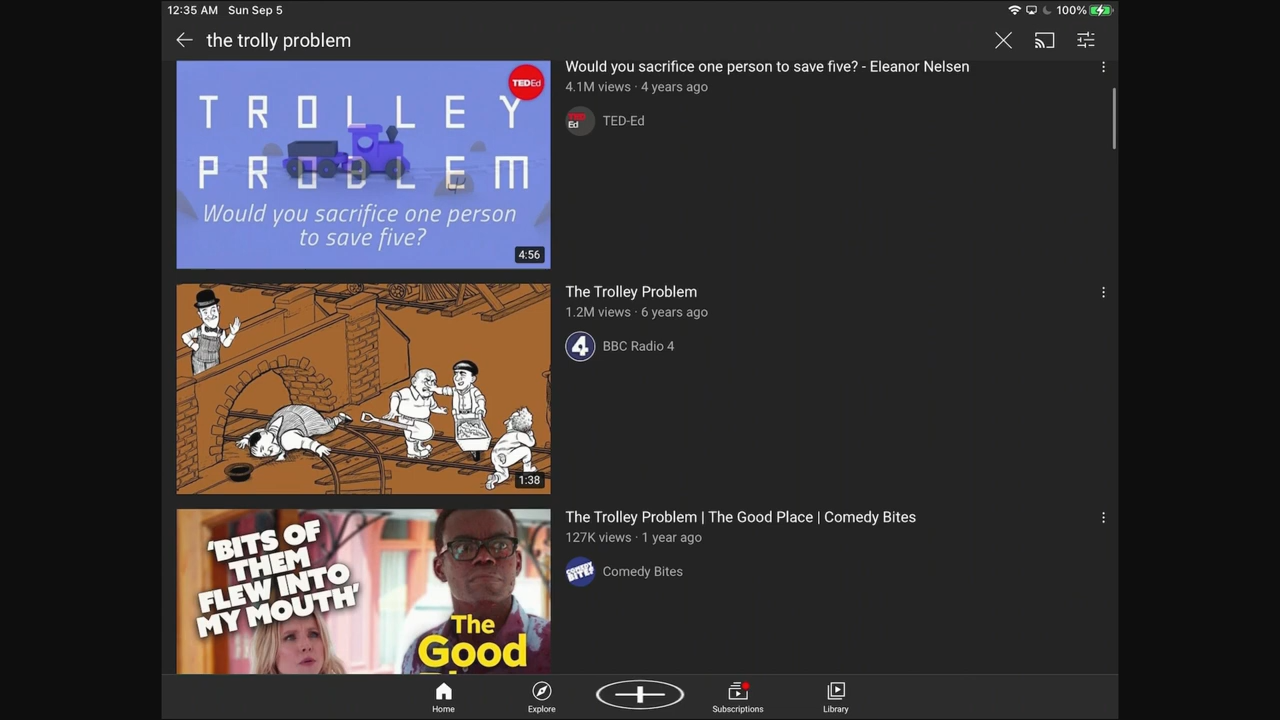 12:35 AM Sun Sep 5
100%
the trolly problem
TROLLEY
PROBLEM
Would you sacrifice one person
to save five?
TEDEd
4:56
Would you sacrifice one person to save five? - Eleanor Nelsen
4.1M views · 4 years ago
TED Ed
TED-Ed
1:38
The Trolley Problem
1.2M views · 6 years ago
4
BBC Radio 4
'BITS OF
THEM
FLEW INTO
MY MOUTH'
The
Good
The Trolley Problem | The Good Place | Comedy Bites
127K views · 1 year ago
COMEDY
BITES
Comedy Bites
Home
Explore
Subscriptions
Library